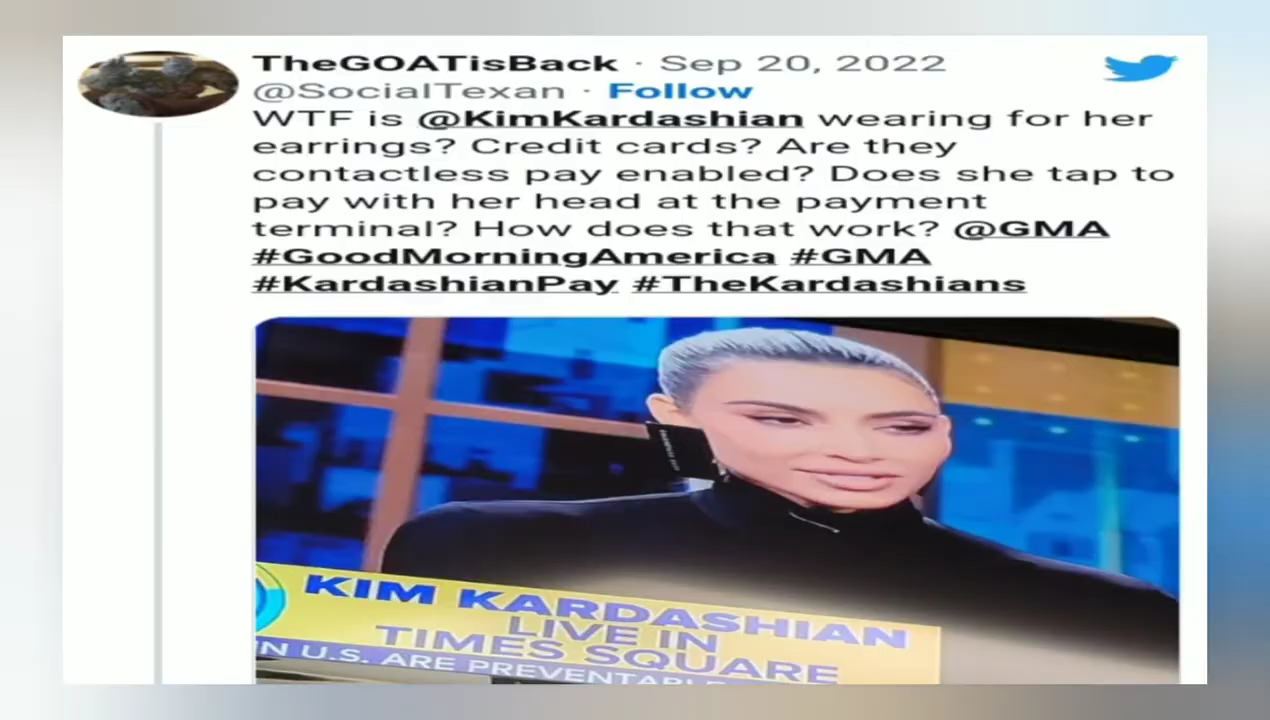 TheGOATisBack · Sep 20, 2022
@SocialTexan · Follow
WTF is @KimKardashian wearing for her
earrings? Credit cards? Are they
contactless pay enabled? Does she tap to
pay with her head at the payment
terminal? How does that work? @GMA
#GoodMorningAmerica #GMA
#KardashianPay #TheKardashians
KIM KARDASHIAN
LIVE IN
TIMES SQUARE
IN U.S. ARE PREVENTABLE